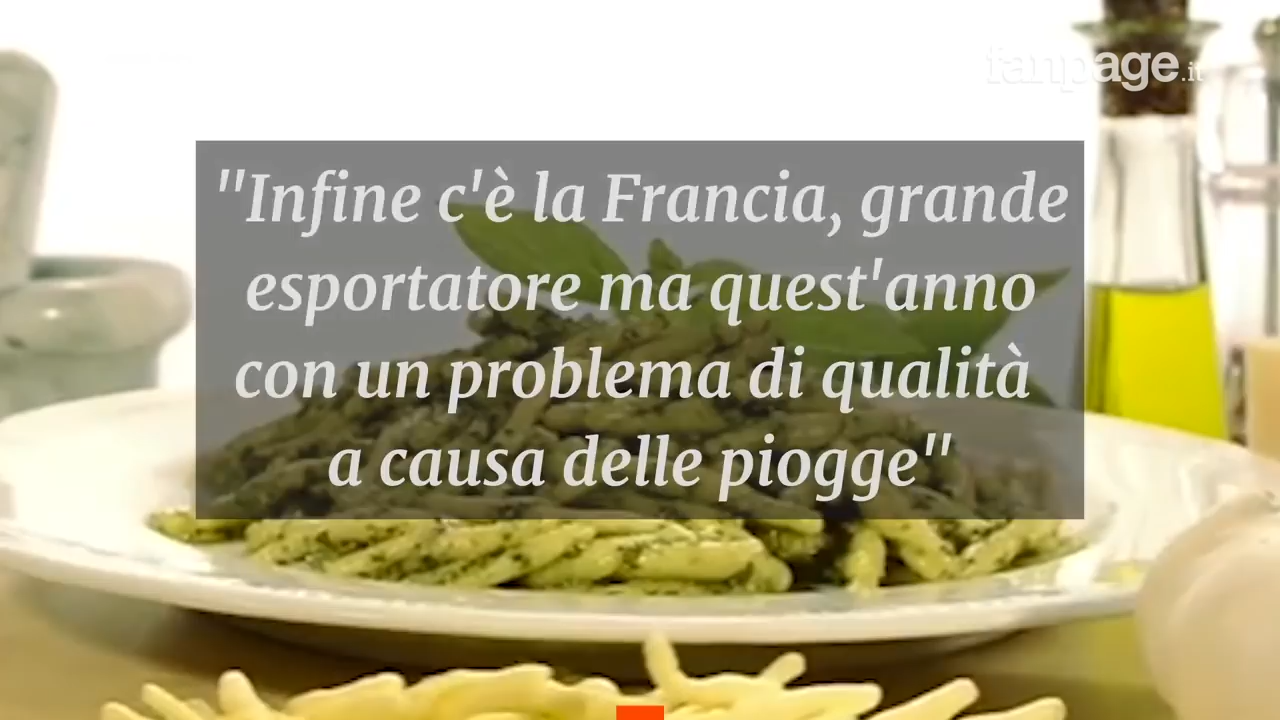 fanpage.it
"Infine c'è la Francia, grande
esportatore ma quest'anno
con un problema di qualità
a causa delle piogge"